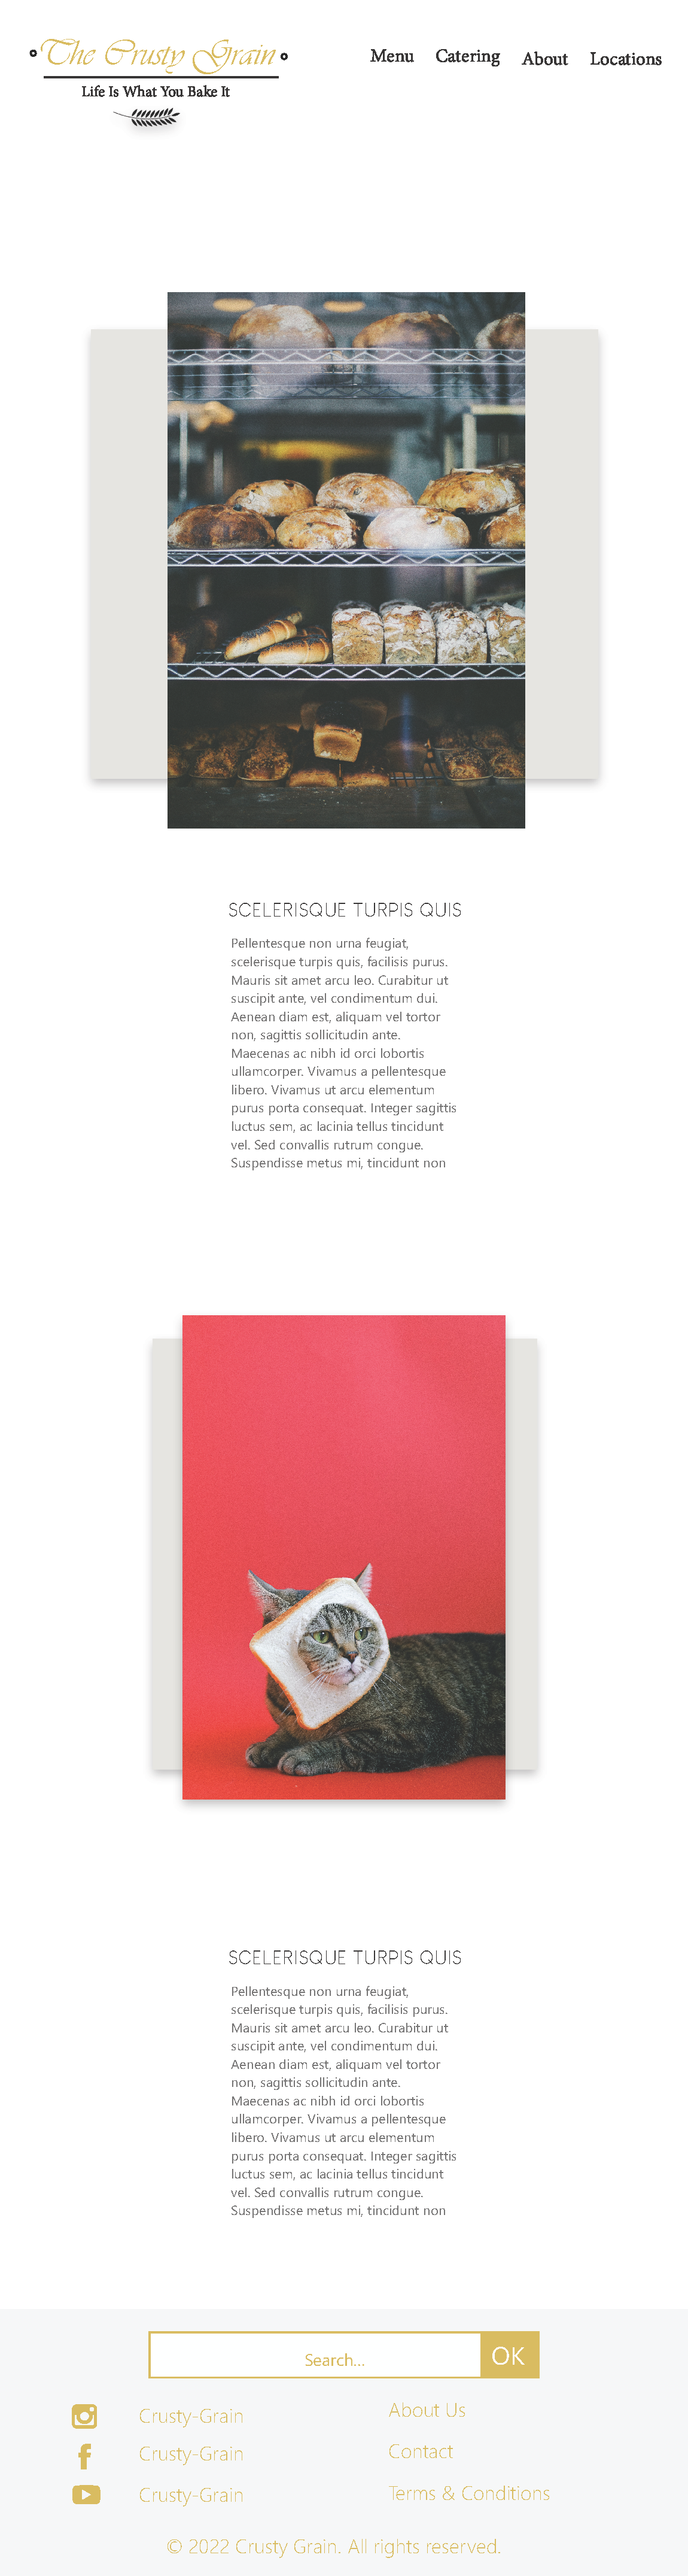 The Crusty Grain
Life Is What You Bake It
Menu Catering About Locations
SCELERISQUE TURPIS QUIS
Pellentesque non urna feugiat,
scelerisque turpis quis, facilisis purus.
Mauris sit amet arcu leo. Curabitur ut
suscipit ante, vel condimentum dui.
Aenean diam est, aliquam vel tortor
non, sagittis sollicitudin ante.
Maecenas ac nibh id orci lobortis
ullamcorper. Vivamus a pellentesque
libero. Vivamus ut arcu elementum
purus porta consequat. Integer sagittis
luctus sem, ac lacinia tellus tincidunt
vel. Sed convallis rutrum congue.
Suspendisse metus mi, tincidunt non
SCELERISQUE TURPIS QUIS
Pellentesque non urna feugiat,
scelerisque turpis quis, facilisis purus.
Mauris sit amet arcu leo. Curabitur ut
suscipit ante, vel condimentum dui.
Aenean diam est, aliquam vel tortor
non, sagittis sollicitudin ante.
Maecenas ac nibh id orci lobortis
ullamcorper. Vivamus a pellentesque
libero. Vivamus ut arcu elementum
purus porta consequat. Integer sagittis
luctus sem, ac lacinia tellus tincidunt
vel. Sed convallis rutrum congue.
Suspendisse metus mi, tincidunt non
Search... OK
Crusty-Grain
Crusty-Grain
Crusty-Grain
About Us
Contact
Terms & Conditions
© 2022 Crusty Grain. All rights reserved.